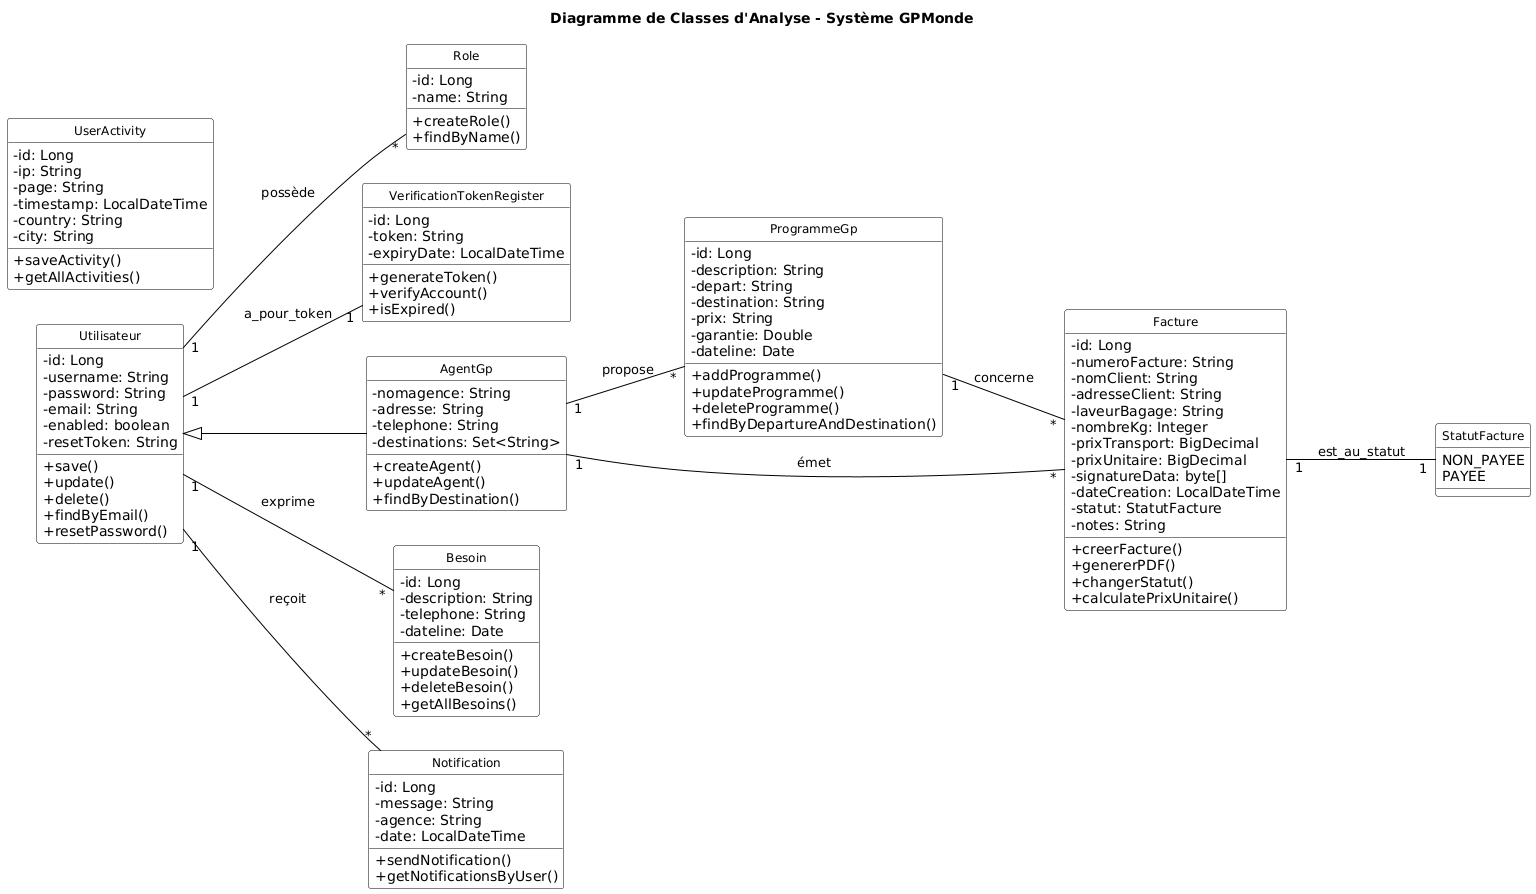 Diagramme de Classes d'Analyse - Système GPMonde
UserActivity
-id: Long
-ip: String
-page: String
-timestamp: LocalDateTime
-country: String
-city: String
+saveActivity()
+getAllActivities()
Utilisateur
-id: Long
-username: String
-password: String
-email: String
-enabled: boolean
-resetToken: String
+save()
+update()
+delete()
+findByEmail()
+resetPassword()
possède
1
*
a_pour_token
1
1
exprime
1
*
reçoit
1
*
Role
-id: Long
-name: String
+createRole()
+findByName()
VerificationTokenRegister
-id: Long
-token: String
-expiryDate: LocalDateTime
+generateToken()
+verifyAccount()
+isExpired()
AgentGp
-nomagence: String
-adresse: String
-telephone: String
-destinations: Set<String>
+createAgent()
+updateAgent()
+findByDestination()
Besoin
-id: Long
-description: String
-telephone: String
-dateline: Date
+createBesoin()
+updateBesoin()
+deleteBesoin()
+getAllBesoins()
Notification
-id: Long
-message: String
-agence: String
-date: LocalDateTime
+sendNotification()
+getNotificationsByUser()
propose
1
*
émet
1
*
ProgrammeGp
-id: Long
-description: String
-depart: String
-destination: String
-prix: String
-garantie: Double
-dateline: Date
+addProgramme()
+updateProgramme()
+deleteProgramme()
+findByDepartureAndDestination()
concerne
1
*
Facture
-id: Long
-numeroFacture: String
-nomClient: String
-adresseClient: String
-laveurBagage: String
-nombreKg: Integer
-prixTransport: BigDecimal
-prixUnitaire: BigDecimal
-signatureData: byte[]
-dateCreation: LocalDateTime
-statut: StatutFacture
-notes: String
+creerFacture()
+genererPDF()
+changerStatut()
+calculatePrixUnitaire()
est_au_statut
1
1
StatutFacture
NON_PAYEE
PAYEE